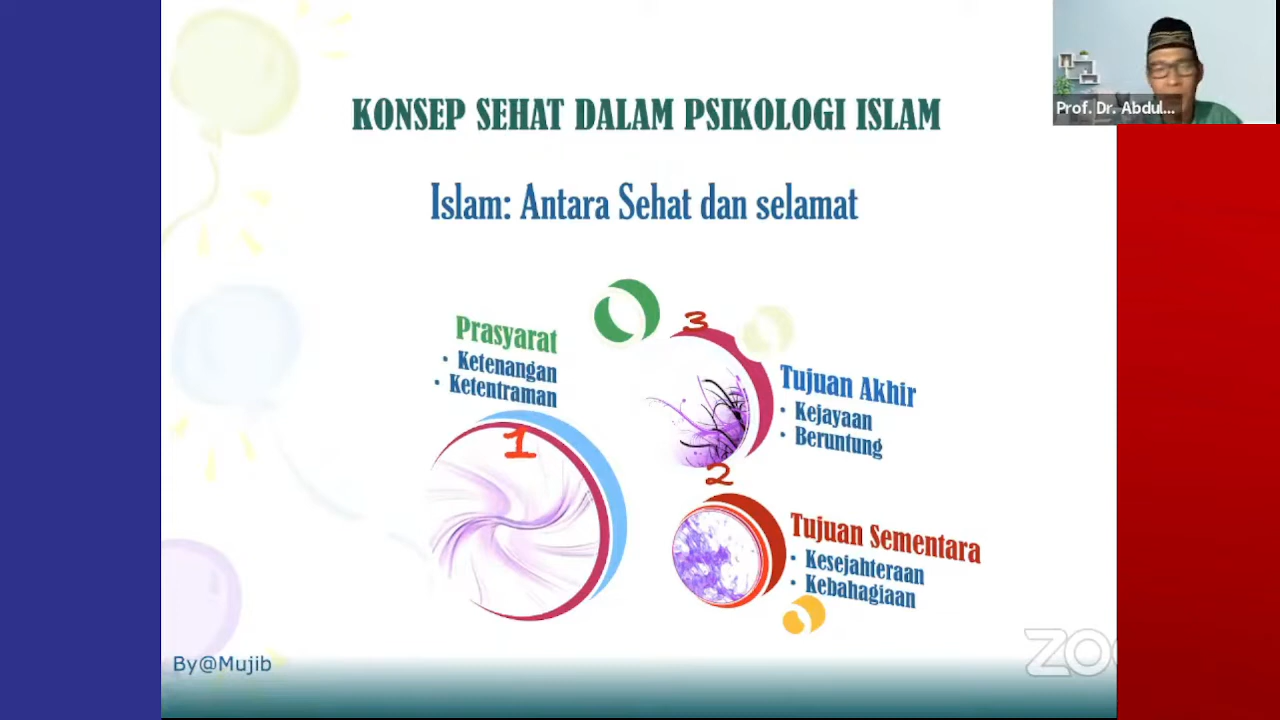 Prof. Dr. Abdul...
KONSEP SEHAT DALAM PSIKOLOGI ISLAM
Islam: Antara Sehat dan selamat
Prasyarat
• Ketenangan
• Ketentraman
1
3
Tujuan Akhir
• Kejayaan
• Beruntung
2
Tujuan Sementara
• Kesejahteraan
• Kebahagiaan
By@Mujib